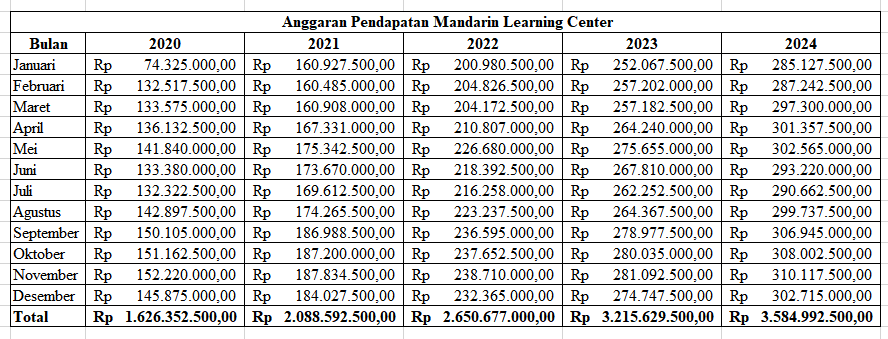 Anggaran Pendapatan Mandarin Learning Center
Bulan 2020 2021 2022 2023 2024
Januari Rp 74.325.000,00 Rp 160.927.500,00 Rp 200.980.500,00 Rp 252.067.500,00 Rp 285.127.500,00
Februari Rp 132.517.500,00 Rp 160.485.000,00 Rp 204.826.500,00 Rp 257.202.000,00 Rp 287.242.500,00
Maret Rp 133.575.000,00 Rp 160.908.000,00 Rp 204.172.500,00 Rp 257.182.500,00 Rp 297.300.000,00
April Rp 136.132.500,00 Rp 167.331.000,00 Rp 210.807.000,00 Rp 264.240.000,00 Rp 301.357.500,00
Mei Rp 141.840.000,00 Rp 175.342.500,00 Rp 226.680.000,00 Rp 275.655.000,00 Rp 302.565.000,00
Juni Rp 133.380.000,00 Rp 173.670.000,00 Rp 218.392.500,00 Rp 267.810.000,00 Rp 293.220.000,00
Juli Rp 132.322.500,00 Rp 169.612.500,00 Rp 216.258.000,00 Rp 262.252.500,00 Rp 290.662.500,00
Agustus Rp 142.897.500,00 Rp 174.265.500,00 Rp 223.237.500,00 Rp 264.367.500,00 Rp 299.737.500,00
September Rp 150.105.000,00 Rp 186.988.500,00 Rp 236.595.000,00 Rp 278.977.500,00 Rp 306.945.000,00
Oktober Rp 151.162.500,00 Rp 187.200.000,00 Rp 237.652.500,00 Rp 280.035.000,00 Rp 308.002.500,00
November Rp 152.220.000,00 Rp 187.834.500,00 Rp 238.710.000,00 Rp 281.092.500,00 Rp 310.117.500,00
Desember Rp 145.875.000,00 Rp 184.027.500,00 Rp 232.365.000,00 Rp 274.747.500,00 Rp 302.715.000,00
Total Rp 1.626.352.500,00 Rp 2.088.592.500,00 Rp 2.650.677.000,00 Rp 3.215.629.500,00 Rp 3.584.992.500,00